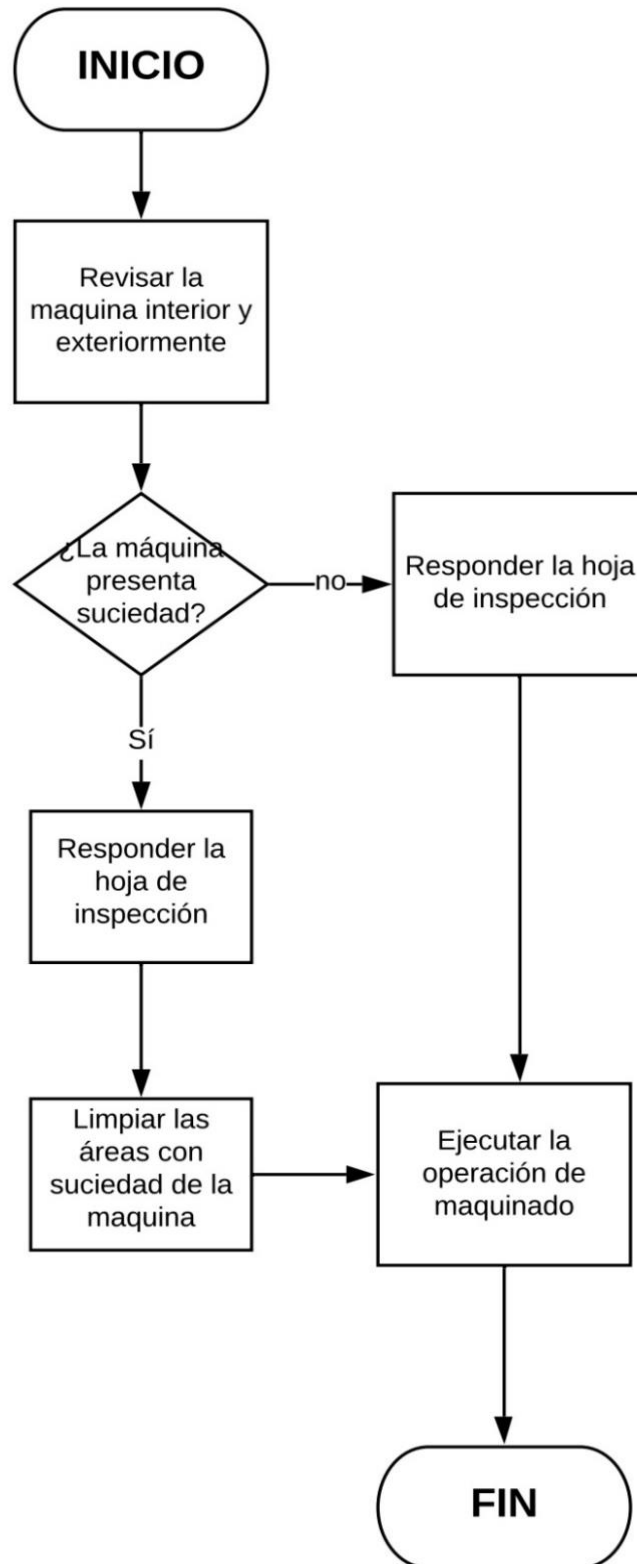 INICIO
Revisar la
maquina interior y
exteriormente
¿La máquina
presenta
suciedad?
no
Responder la hoja
de inspección
Sí
Responder la
hoja de
inspección
Limpiar las
áreas con
suciedad de la
maquina
Ejecutar la
operación de
maquinado
FIN